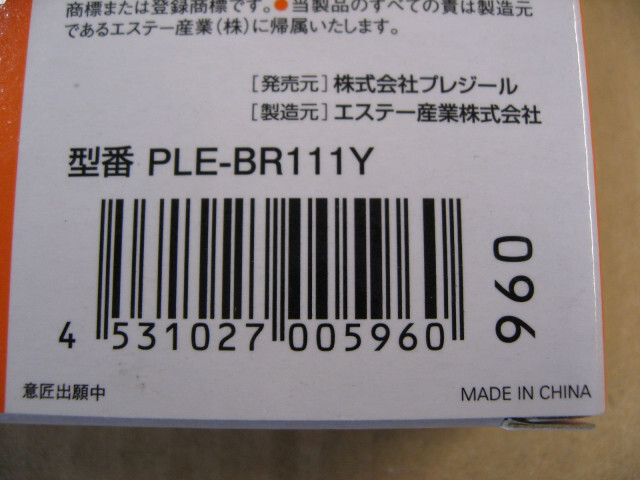 商標または登録商標です。●当製品のすべての責は製造元
であるエステー産業(株)に帰属いたします。
[発売元] 株式会社プレジール
[製造元] エステー産業株式会社
型番 PLE-BR111Y
4 531027 005960
960
意匠出願中
MADE IN CHINA